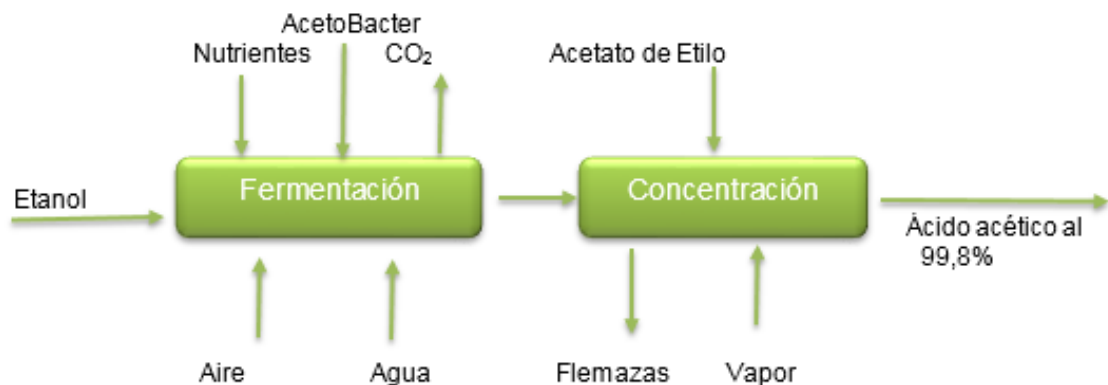 AcetoBacter
Nutrientes
CO₂
Acetato de Etilo
Etanol
Fermentación
Concentración
Ácido acético al
99,8%
Aire
Agua
Flemazas
Vapor